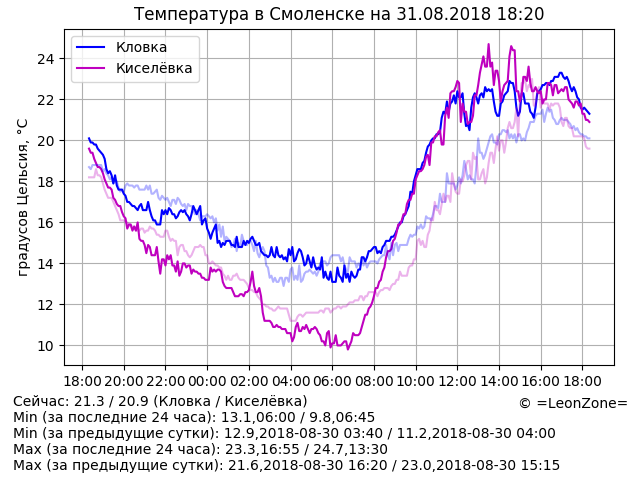 Температура в Смоленске на 31.08.2018 18:20
Кловка
Киселёвка
градусов Цельсия, °C
24
22
20
18
16
14
12
10
18:00 20:00 22:00 00:00 02:00 04:00 06:00 08:00 10:00 12:00 14:00 16:00 18:00
Сейчас: 21.3 / 20.9 (Кловка / Киселёвка)
© =LeonZone=
Min (за последние 24 часа): 13.1,06:00 / 9.8,06:45
Min (за предыдущие сутки): 12.9,2018-08-30 03:40 / 11.2,2018-08-30 04:00
Max (за последние 24 часа): 23.3,16:55 / 24.7,13:30
Max (за предыдущие сутки): 21.6,2018-08-30 16:20 / 23.0,2018-08-30 15:15